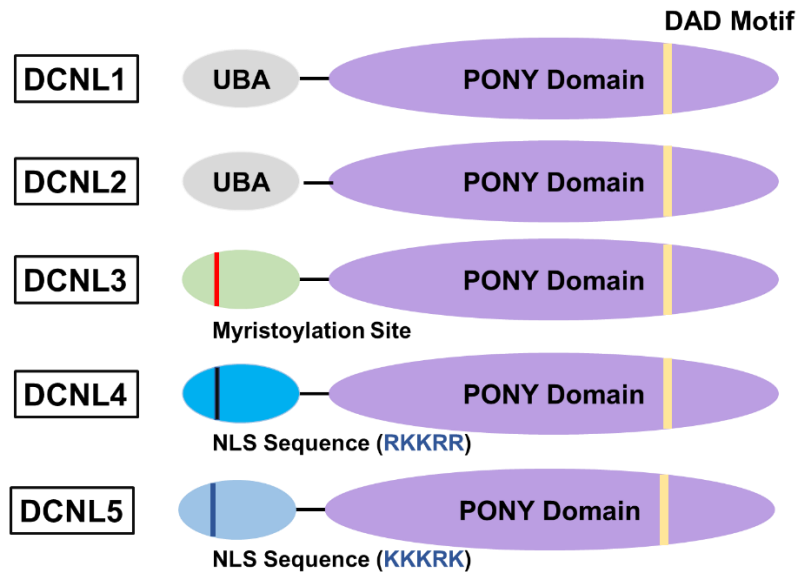 DAD Motif
DCNL1 UBA PONY Domain
DCNL2 UBA PONY Domain
DCNL3 PONY Domain
Myristoylation Site
DCNL4 PONY Domain
NLS Sequence (RKKRR)
DCNL5 PONY Domain
NLS Sequence (KKKRK)